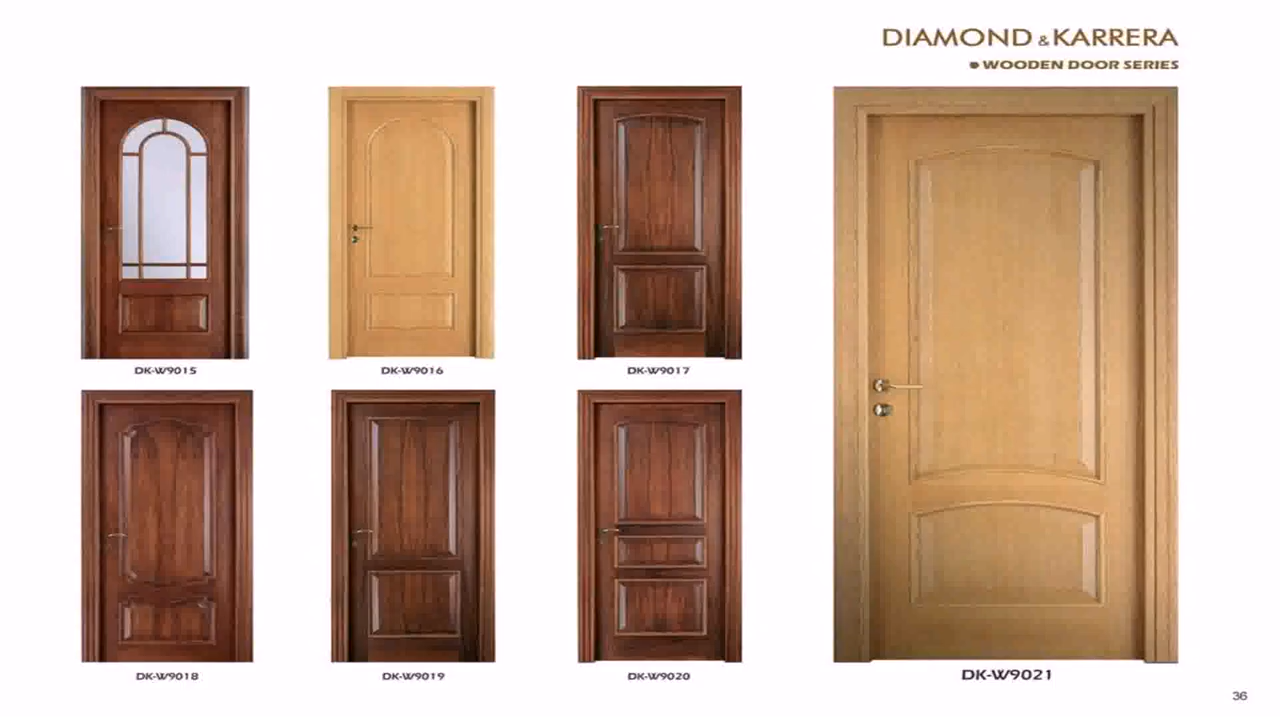 DIAMOND & KARRERA
WOODEN DOOR SERIES
DK-W9015
DK-W9016
DK-W9017
DK-W9018
DK-W9019
DK-W9020
DK-W9021
36